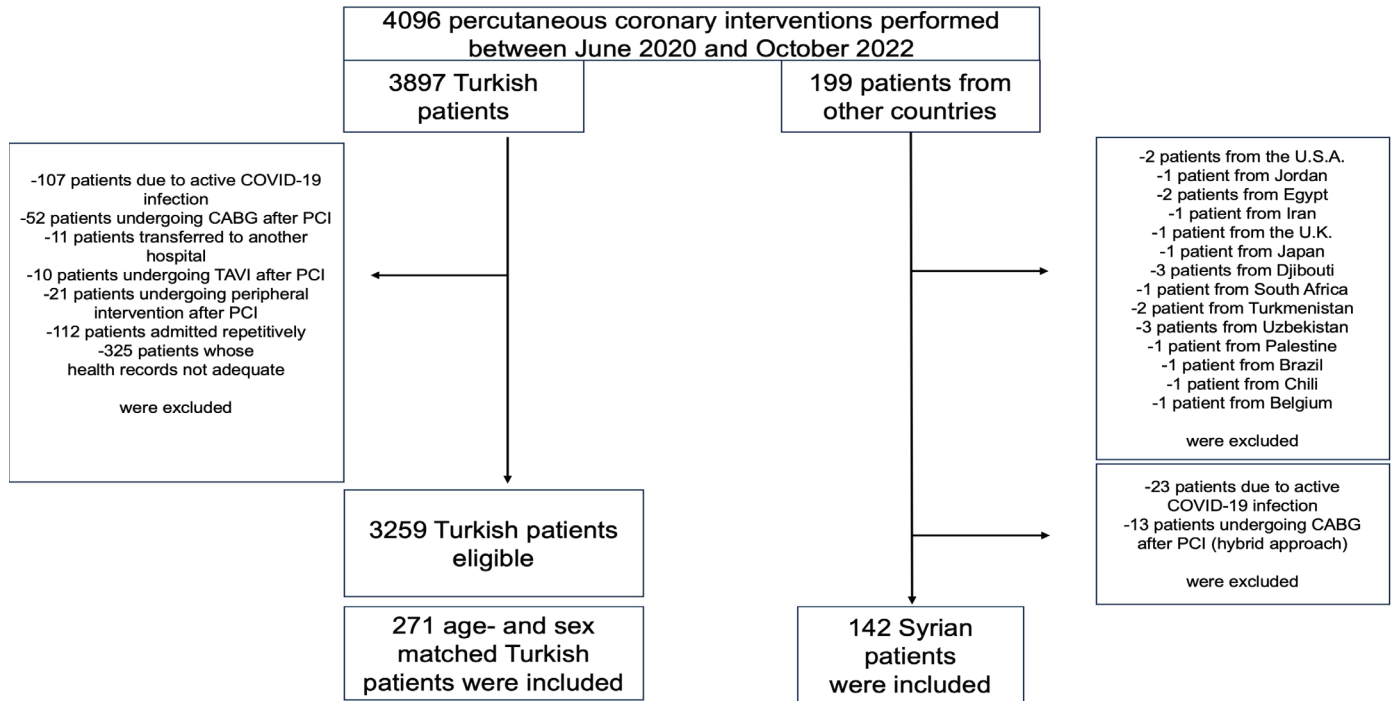 4096 percutaneous coronary interventions performed
between June 2020 and October 2022
3897 Turkish
patients
199 patients from
other countries
-107 patients due to active COVID-19
infection
-52 patients undergoing CABG after PCI
-11 patients transferred to another
hospital
-10 patients undergoing TAVI after PCI
-21 patients undergoing peripheral
intervention after PCI
-112 patients admitted repetitively
-325 patients whose
health records not adequate
were excluded
-2 patients from the U.S.A.
-1 patient from Jordan
-2 patients from Egypt
-1 patient from Iran
-1 patient from the U.K.
-1 patient from Japan
-3 patients from Djibouti
-1 patient from South Africa
-2 patient from Turkmenistan
-3 patients from Uzbekistan
-1 patient from Palestine
-1 patient from Brazil
-1 patient from Chili
-1 patient from Belgium
were excluded
-23 patients due to active
COVID-19 infection
-13 patients undergoing CABG
after PCI (hybrid approach)
were excluded
3259 Turkish patients
eligible
271 age- and sex
matched Turkish
patients were included
142 Syrian
patients
were included